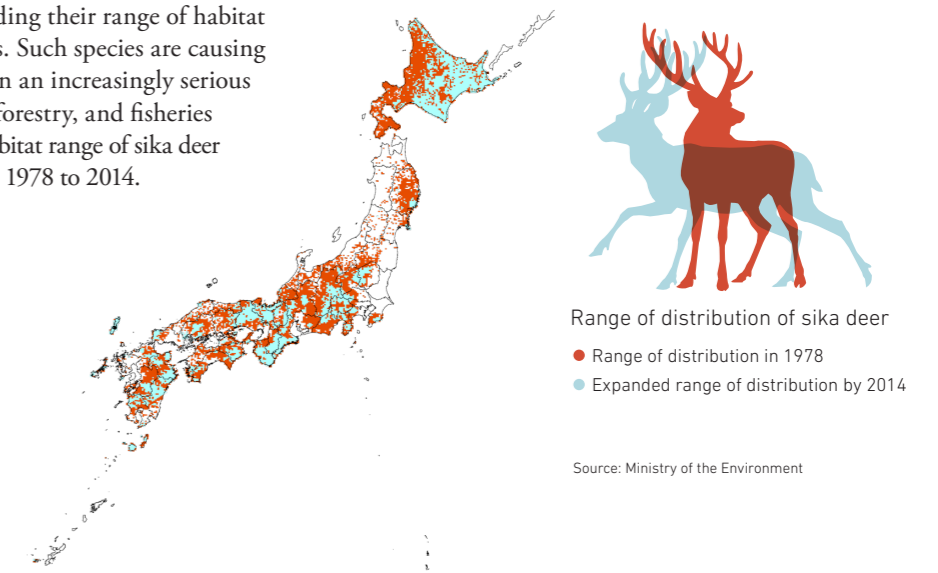 ding their range of habitat
s. Such species are causing
n an increasingly serious
forestry, and fisheries
bitat range of sika deer
1978 to 2014.
Range of distribution of sika deer
Range of distribution in 1978
Expanded range of distribution by 2014
Source: Ministry of the Environment